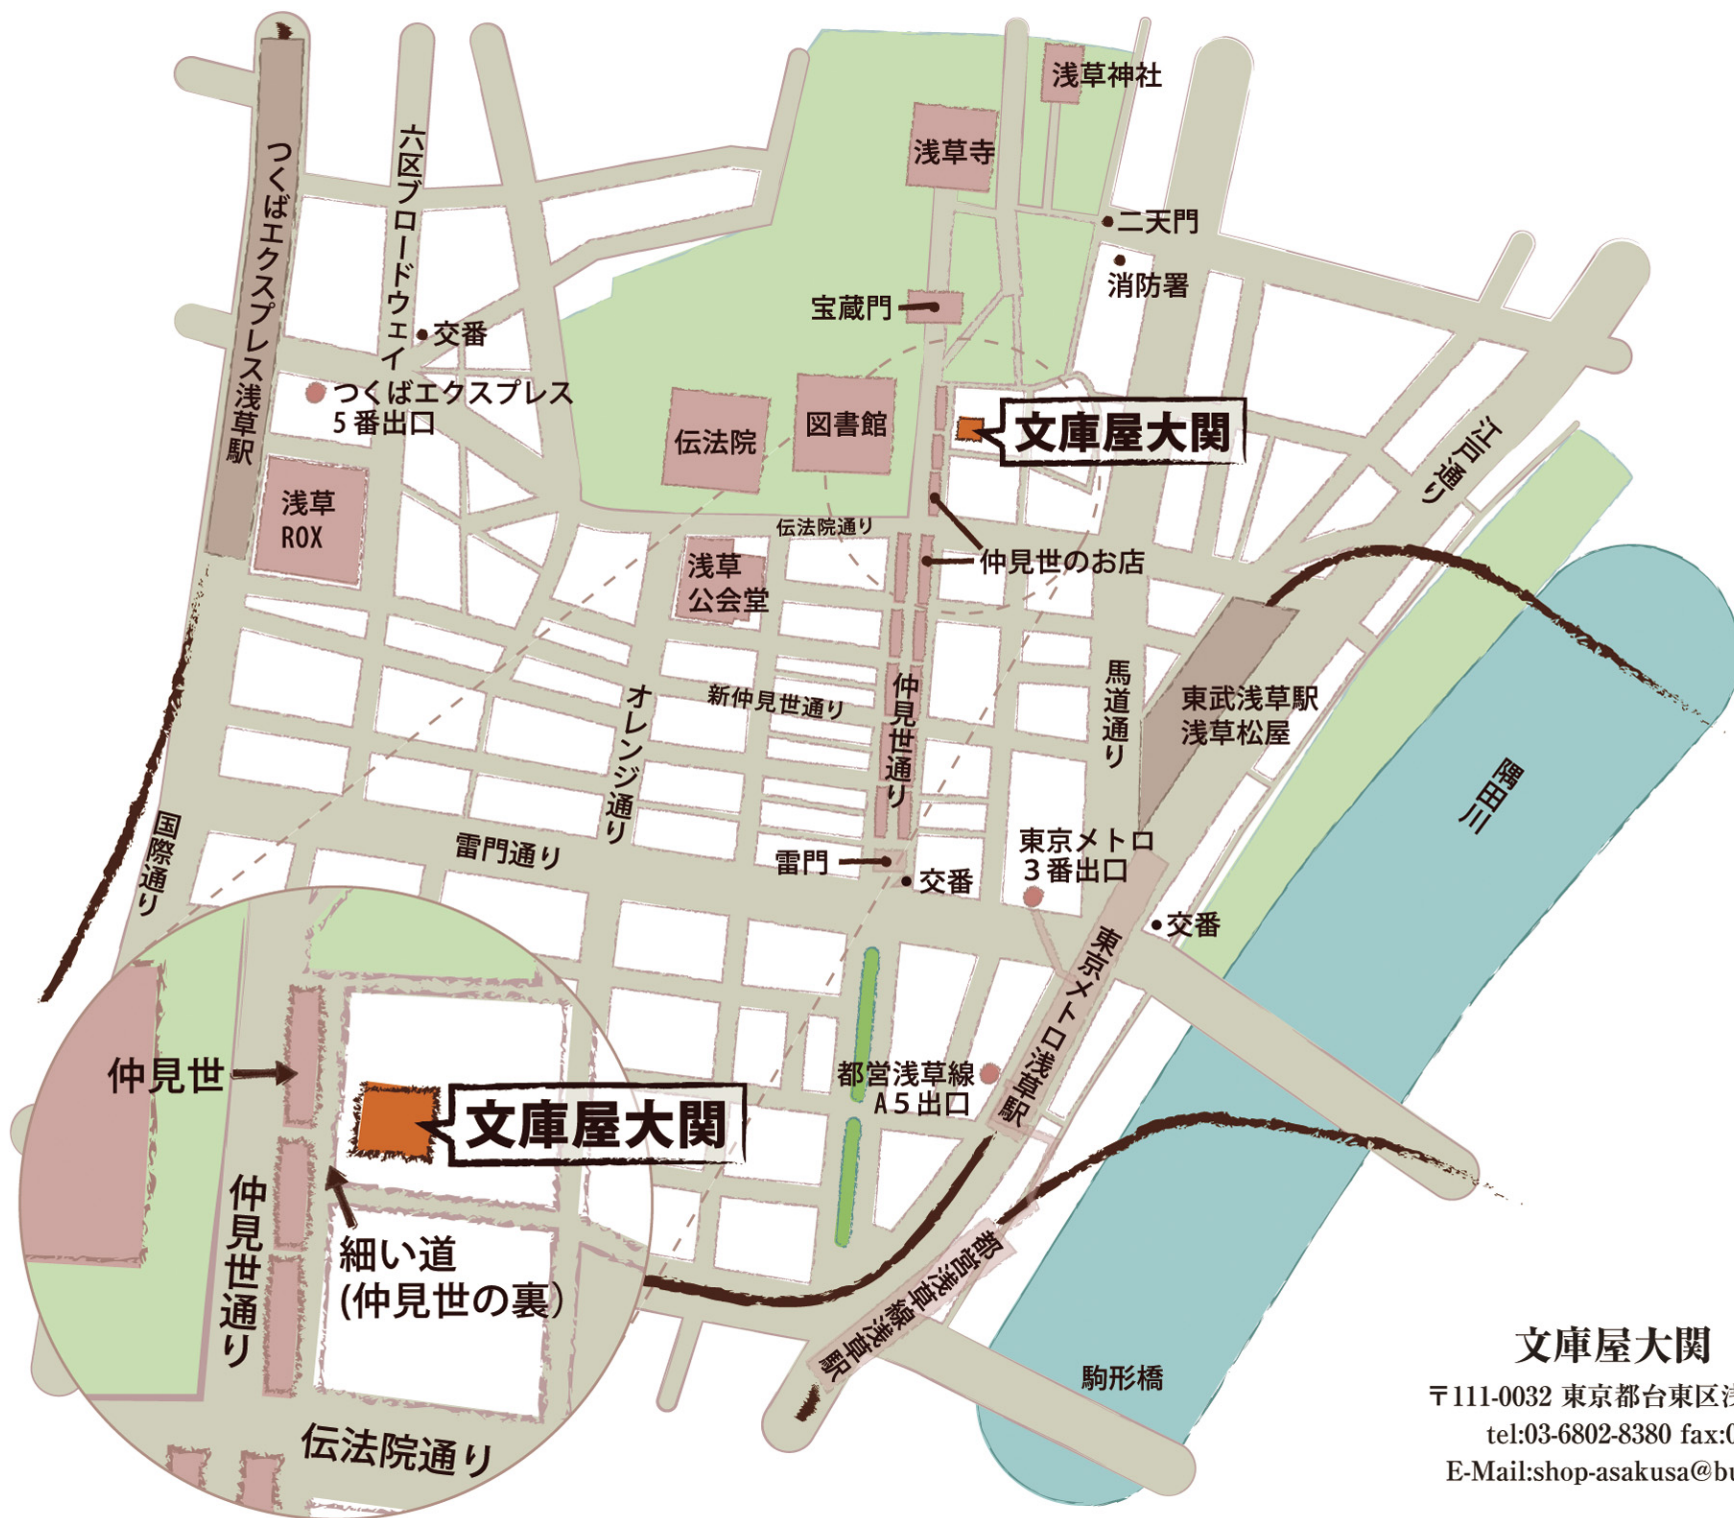 浅草神社
浅草寺
二天門
消防署
宝蔵門
つくばエクスプレス浅草駅
六区ブロードウェイ
交番
つくばエクスプレス
5番出口
伝法院
図書館
文庫屋大関
江戸通り
浅草
ROX
伝法院通り
浅草
公会堂
仲見世のお店
新仲見世通り
オレンジ通り
仲見世通り
馬道通り
東武浅草駅
浅草松屋
隅田川
国際通り
雷門通り
雷門
交番
東京メトロ
3番出口
交番
東京メトロ浅草駅
都営浅草線
A5出口
都営浅草線浅草駅
駒形橋
仲見世
文庫屋大関
仲見世通り
細い道
(仲見世の裏)
伝法院通り
文庫屋大関
〒111-0032 東京都台東区
tel:03-6802-8380 fax:0
E-Mail:shop-asakusa@bu